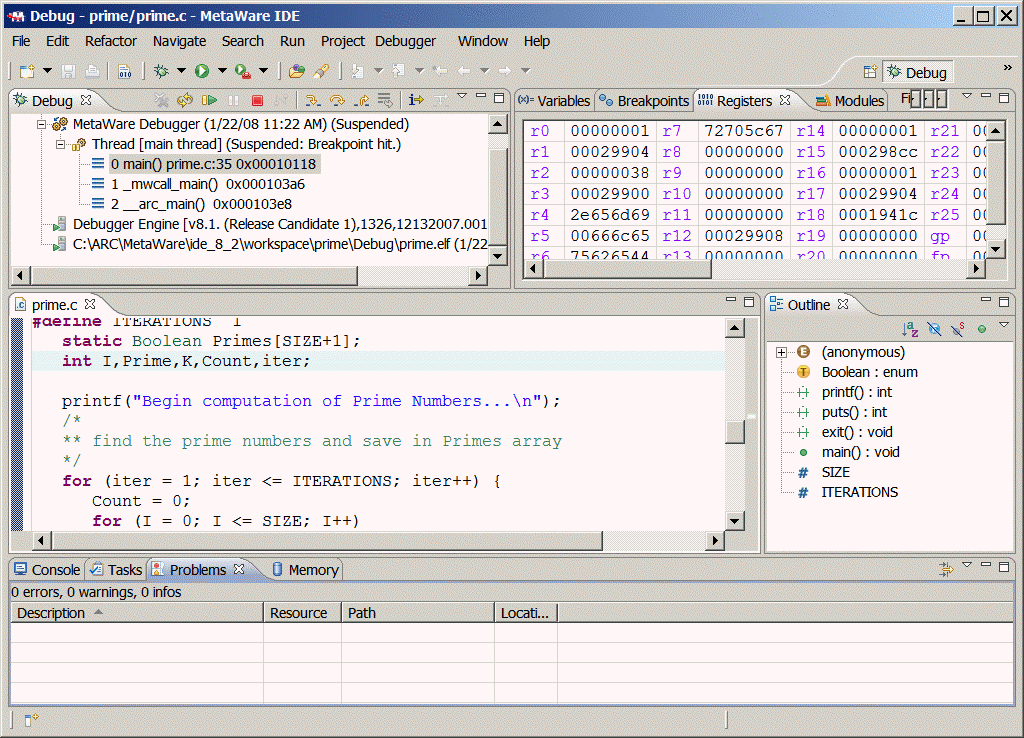 Debug - prime/prime.c - MetaWare IDE
File Edit Refactor Navigate Search Run Project Debugger Window Help
010 Debug »
Debug
MetaWare Debugger (1/22/08 11:22 AM) (Suspended)
Thread [main thread] (Suspended: Breakpoint hit.)
0 main() prime.c:35 0x00010118
1 _mwcall_main() 0x000103a6
2 __arc_main() 0x000103e8
Debugger Engine [v8.1. (Release Candidate 1),1326,12132007.001
C:\ARC\MetaWare\ide_8_2\workspace\prime\Debug\prime.elf (1/22
(x)= Variables Breakpoints 1010 0101 Registers Modules
r0 00000001 r7 72705c67 r14 00000001 r21
r1 00029904 r8 00000000 r15 000298cc r22
r2 00000038 r9 00000000 r16 00000001 r23
r3 00029900 r10 00000000 r17 00029904 r24
r4 2e656d69 r11 00000000 r18 0001941c r25
r5 00666c65 r12 00029908 r19 00000000 gp
r6 75626544 r13 00000000 r20 00000000 fp
prime.c
#define ITERATIONS 1
static Boolean Primes[SIZE+1];
int I,Prime,K,Count,iter;
printf("Begin computation of Prime Numbers...\n");
/*
** find the prime numbers and save in Primes array
*/
for (iter = 1; iter <= ITERATIONS; iter++) {
Count = 0;
for (I = 0; I <= SIZE; I++)
Outline
(anonymous)
Boolean : enum
printf() : int
puts() : int
exit() : void
main() : void
# SIZE
# ITERATIONS
Console Tasks Problems Memory
0 errors, 0 warnings, 0 infos
Description Resource Path Locati...